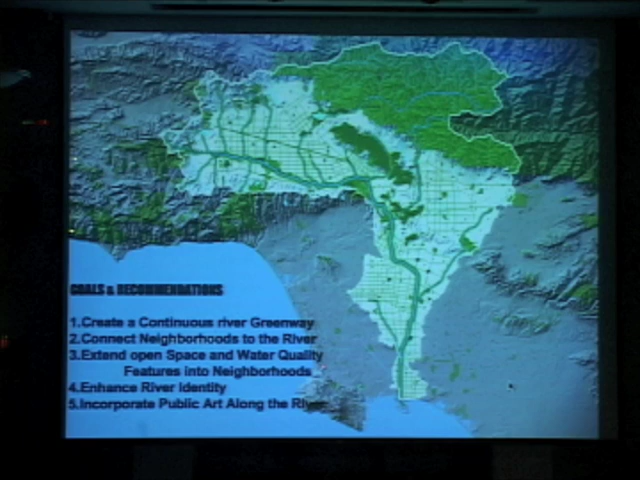 GOALS & RECOMMENDATIONS
1.Create a Continuous river Greenway
2.Connect Neighborhoods to the River
3.Extend open Space and Water Quality
Features into Neighborhoods
4.Enhance River Identity
5.Incorporate Public Art Along the River